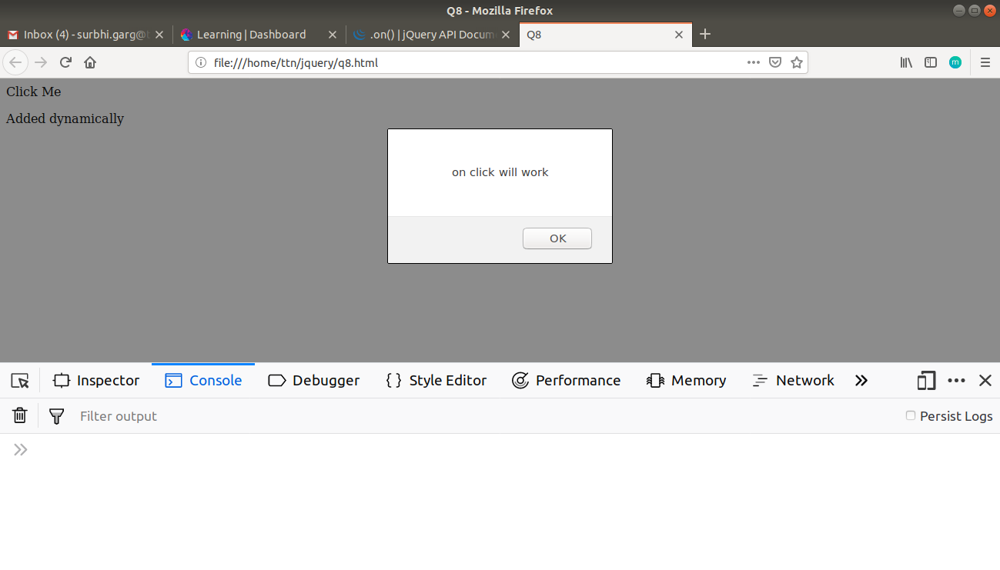 Q8 - Mozilla Firefox
Inbox (4) - surbhi.garg@t
Learning | Dashboard
.on() | jQuery API Docum
Q8
file:///home/ttn/jquery/q8.html
m
Click Me
Added dynamically
on click will work
OK
Inspector
Console
Debugger
{ } Style Editor
Performance
Memory
Network
Filter output
Persist Logs